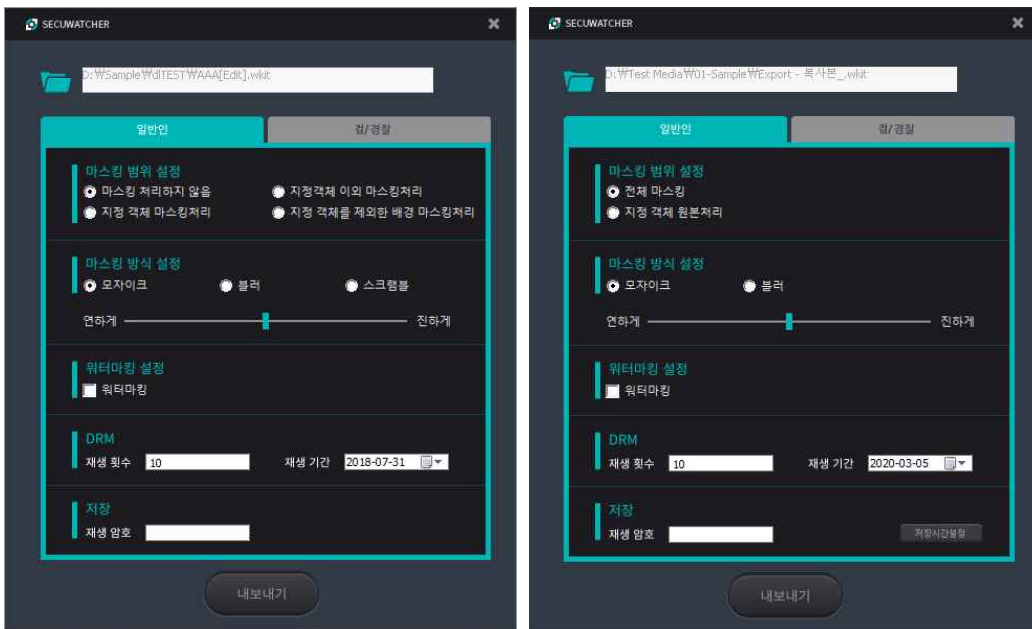 SECUWATCHER
D:₩Sample₩dlTEST₩AAA[Edit].wkit
일반인 검/경찰
마스킹 범위 설정
마스킹 처리하지 않음 지정객체 이외 마스킹처리
지정 객체 마스킹처리 지정 객체를 제외한 배경 마스킹처리
마스킹 방식 설정
모자이크 블러 스크램블
연하게 진하게
워터마킹 설정
워터마킹
DRM
재생 횟수 10 재생 기간 2018-07-31
저장
재생 암호
내보내기
SECUWATCHER
D:₩Test Media₩01-Sample₩Export - 복사본_.wkit
일반인 검/경찰
마스킹 범위 설정
전체 마스킹
지정 객체 원본처리
마스킹 방식 설정
모자이크 블러
연하게 진하게
워터마킹 설정
워터마킹
DRM
재생 횟수 10 재생 기간 2020-03-05
저장
재생 암호 저장시간설정
내보내기